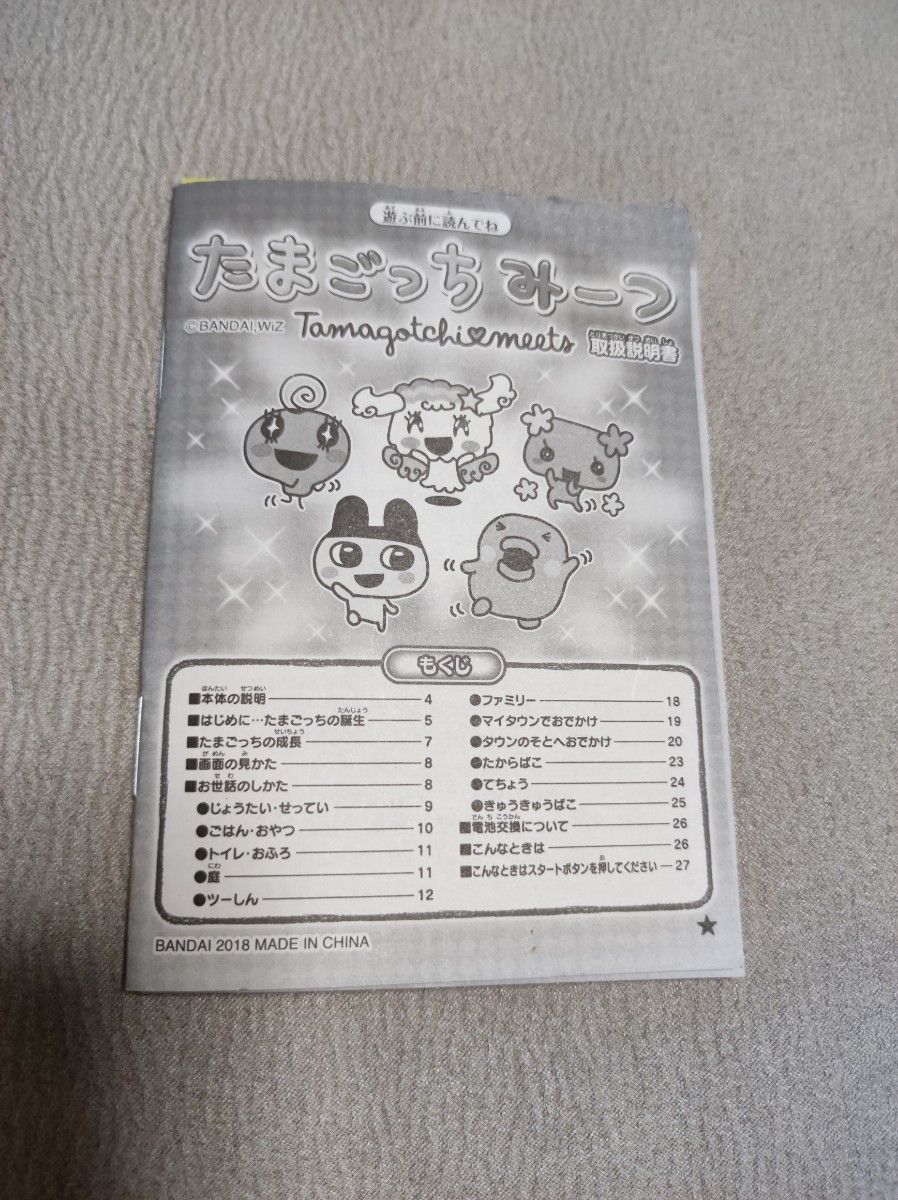 遊ぶ前に読んでね
たまごっち みーつ
©BANDAI,WiZ
Tamagotchi♥meets
取扱説明書
もくじ
■本体の説明 4
■はじめに…たまごっちの誕生 5
■たまごっちの成長 7
■画面の見かた 8
■お世話のしかた 8
●じょうたい・せってい 9
●ごはん・おやつ 10
●トイレ・おふろ 11
●庭 11
●ツーしん 12
●ファミリー 18
●マイタウンでおでかけ 19
●タウンのそとへおでかけ 20
●たからばこ 23
●てちょう 24
●きゅうきゅうばこ 25
■電池交換について 26
■こんなときは 26
■こんなときはスタートボタンを押してください 27
BANDAI 2018 MADE IN CHINA
★